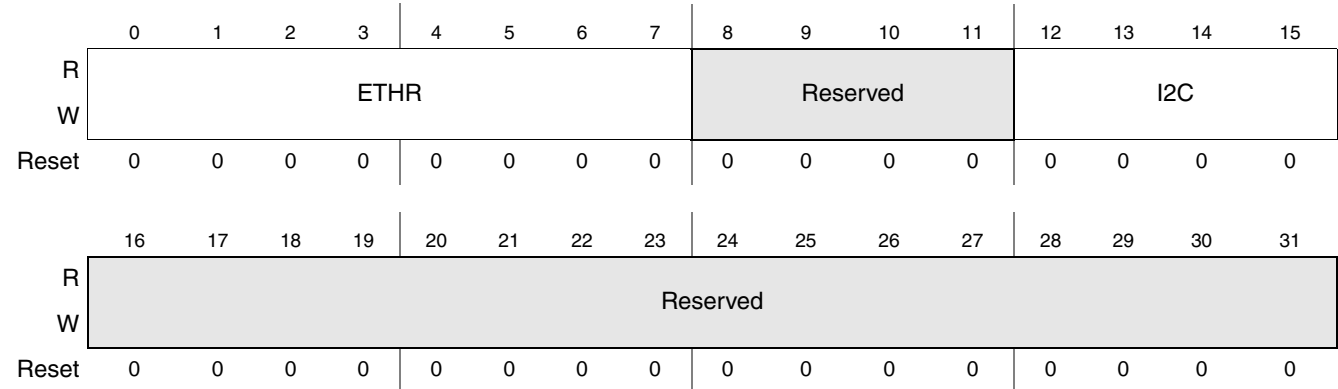 0 1 2 3 4 5 6 7 8 9 10 11 12 13 14 15
R
ETHR Reserved I2C
W
Reset 0 0 0 0 0 0 0 0 0 0 0 0 0 0 0 0
16 17 18 19 20 21 22 23 24 25 26 27 28 29 30 31
R
Reserved
W
Reset 0 0 0 0 0 0 0 0 0 0 0 0 0 0 0 0